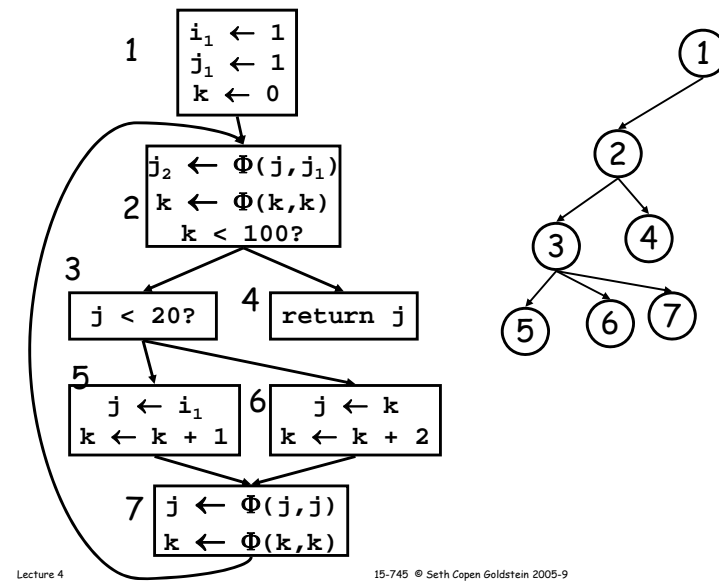 1
i₁ ← 1
j₁ ← 1
k ← 0
2
j₂ ← Φ(j,j₁)
k ← Φ(k,k)
k < 100?
3
j < 20?
4
return j
5
j ← i₁
k ← k + 1
6
j ← k
k ← k + 2
7
j ← Φ(j,j)
k ← Φ(k,k)
1
2
3
4
5
6
7
Lecture 4
15-745 © Seth Copen Goldstein 2005-9